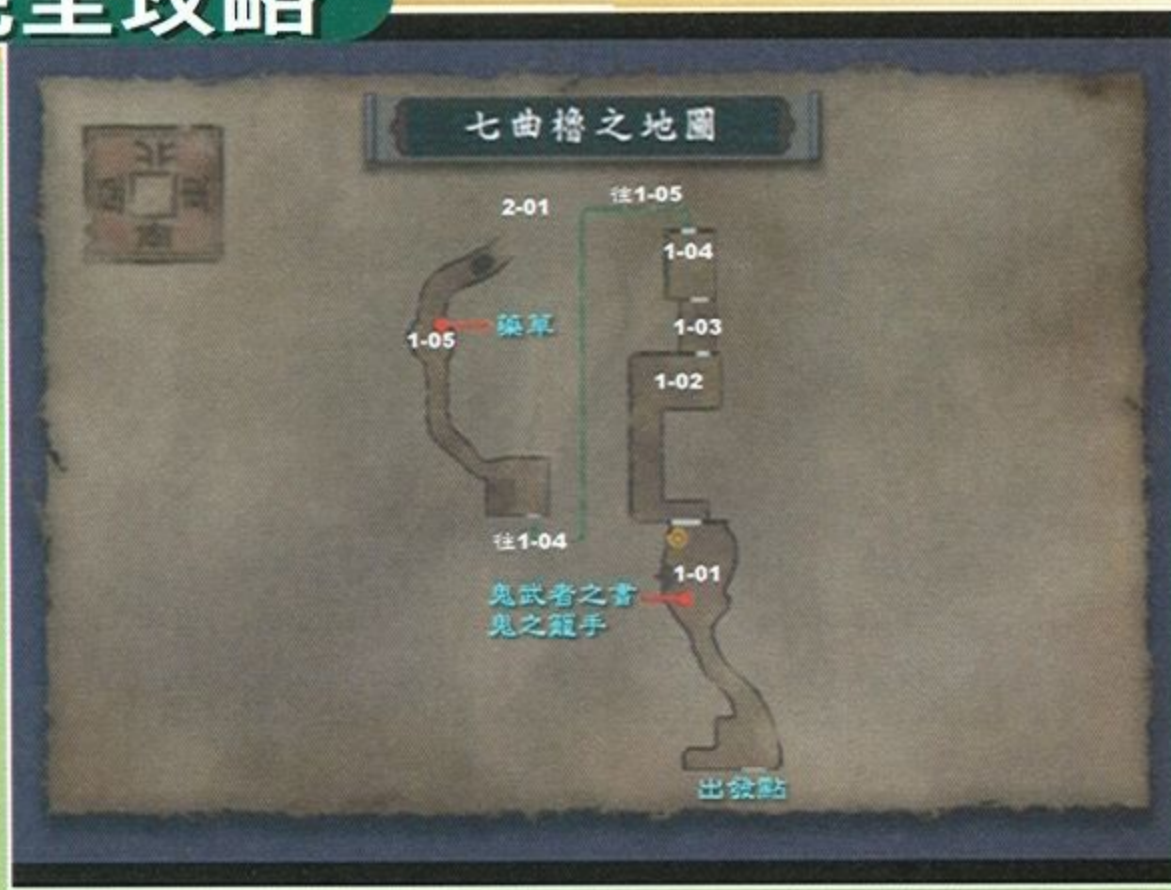 完全攻略
七曲櫓之地圖
北
2-01
往1-05
1-04
藥草
1-03
1-05
1-02
往1-04
1-01
鬼武者之書
鬼之籠手
出發點